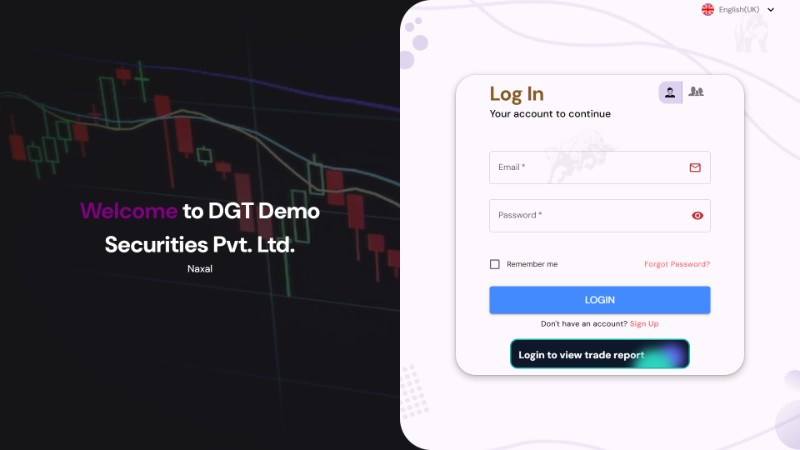 Welcome to DGT Demo
Securities Pvt. Ltd.
Naxal
English(UK)
Log In
Your account to continue
Email *
Password *
Remember me
Forgot Password?
LOGIN
Don't have an account? Sign Up
Login to view trade report